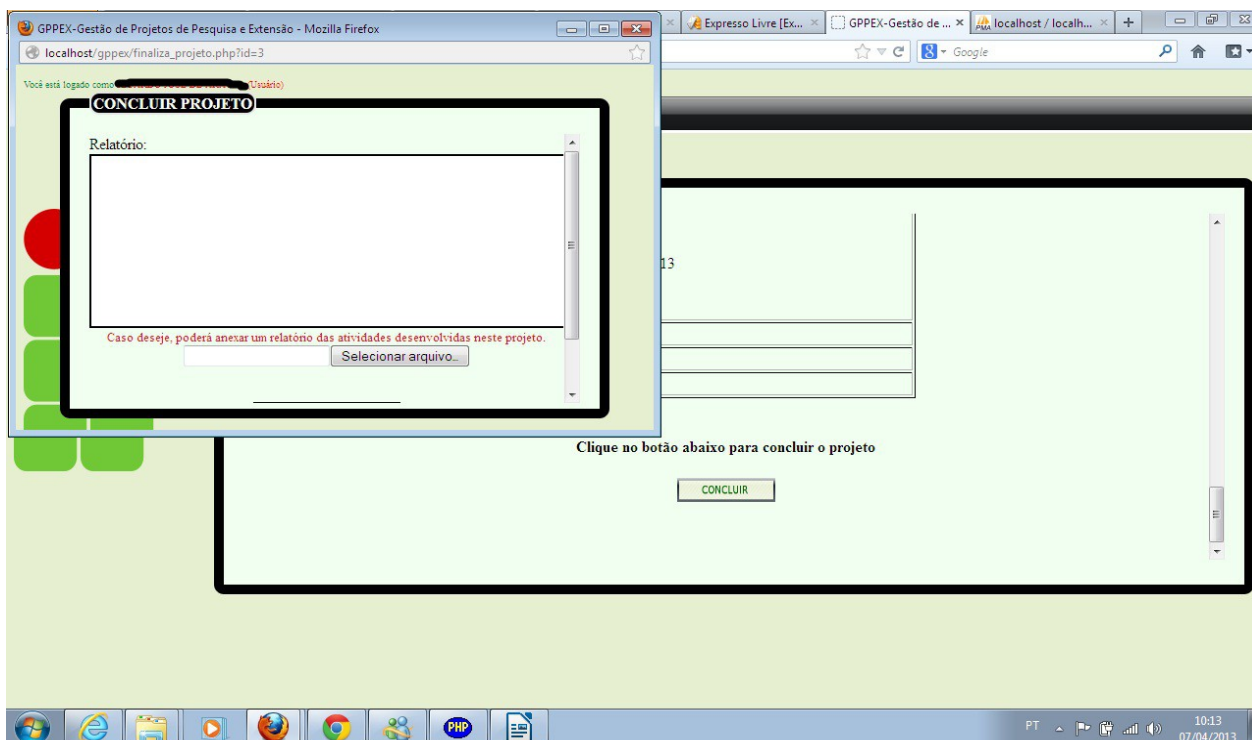 GPPEX-Gestão de Projetos de Pesquisa e Extensão - Mozilla Firefox
localhost/gppex/finaliza_projeto.php?id=3
Você está logado como (Usuário)
CONCLUIR PROJETO
Relatório:
Caso deseje, poderá anexar um relatório das atividades desenvolvidas neste projeto.
Selecionar arquivo...
Expresso Livre [Ex...
GPPEX-Gestão de ...
localhost / localh...
Google
13
Clique no botão abaixo para concluir o projeto
CONCLUIR
PHP
PT
10:13
07/04/2013